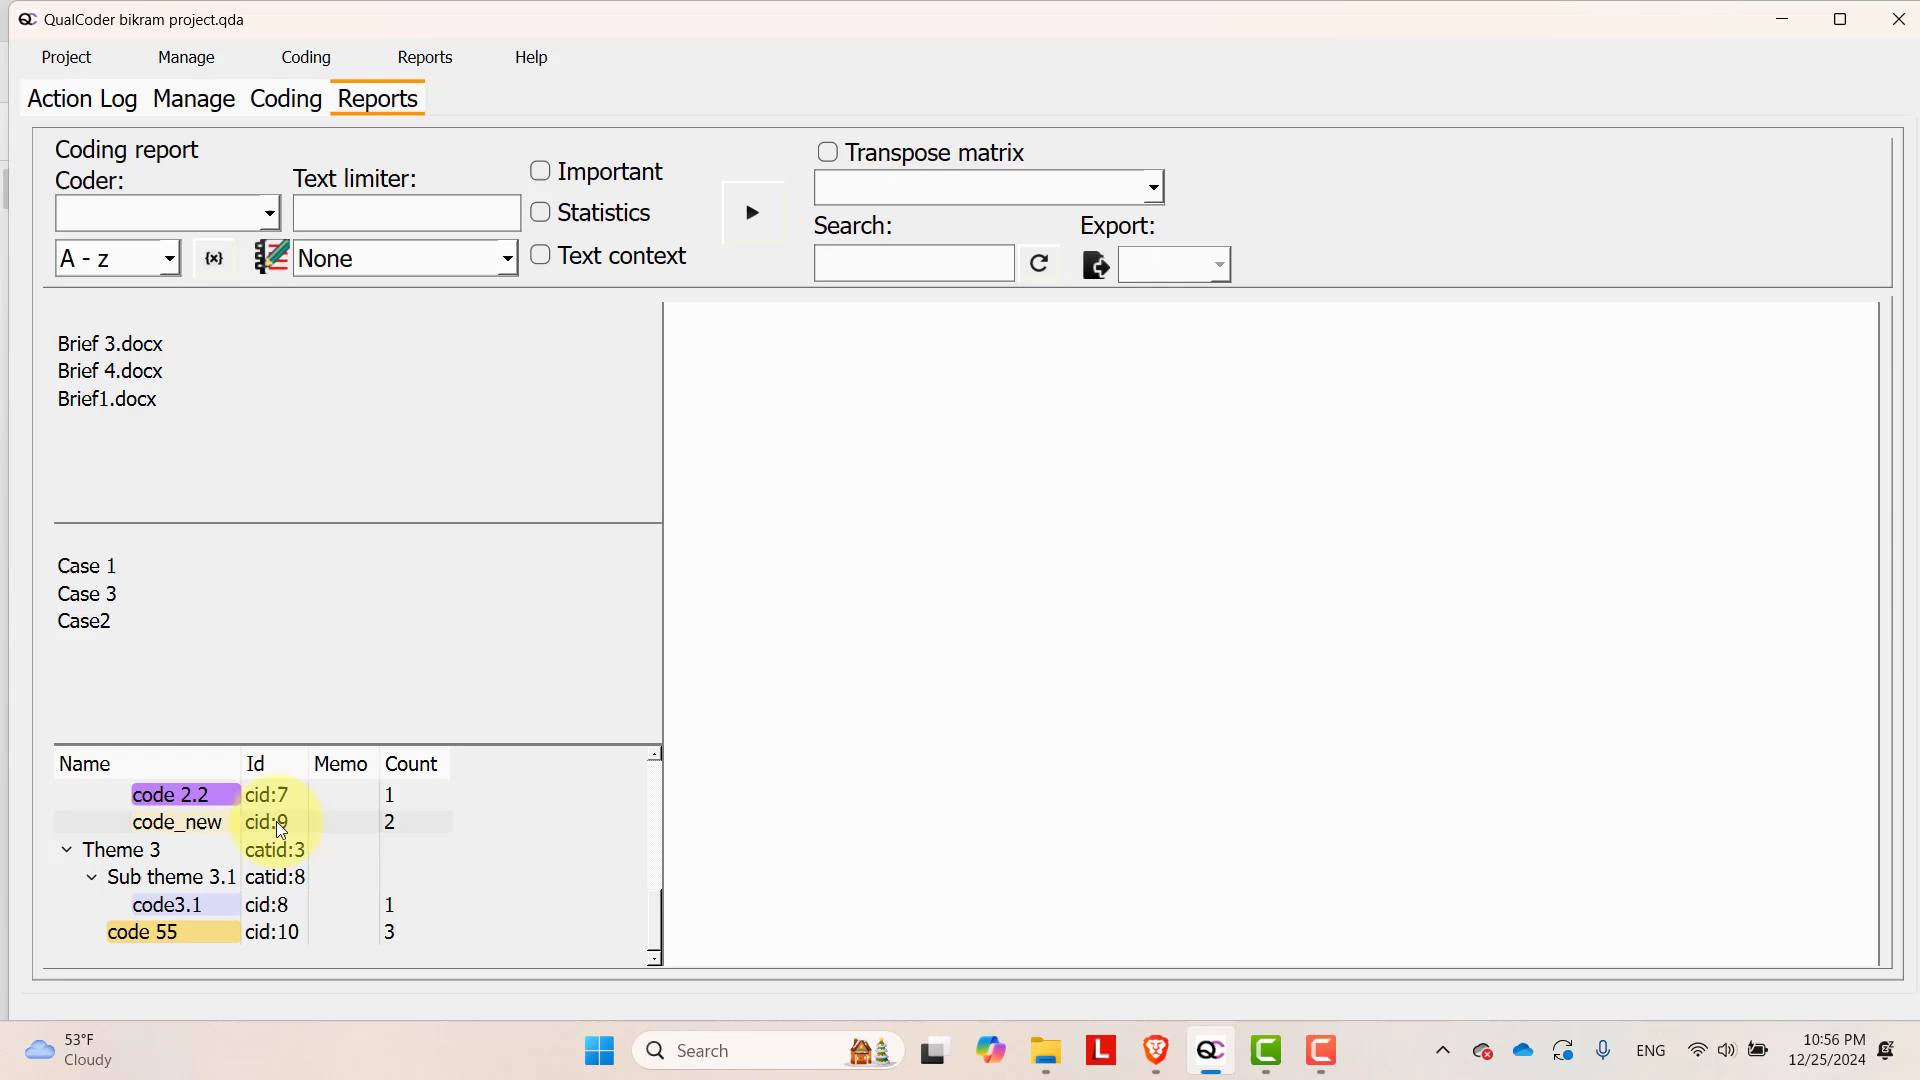 QC QualCoder bikram project.qda
Project Manage Coding Reports Help
Action Log Manage Coding Reports
Coding report
Coder:
Text limiter:
Important
Statistics
Text context
A - z
{x}
None
Transpose matrix
Search:
Export:
Brief 3.docx
Brief 4.docx
Brief1.docx
Case 1
Case 3
Case2
Name Id Memo Count
code 2.2 cid:7 1
code_new cid:9 2
Theme 3 catid:3
Sub theme 3.1 catid:8
code3.1 cid:8 1
code 55 cid:10 3
53°F
Cloudy
Search
L
QC
C
C
ENG
10:56 PM
12/25/2024